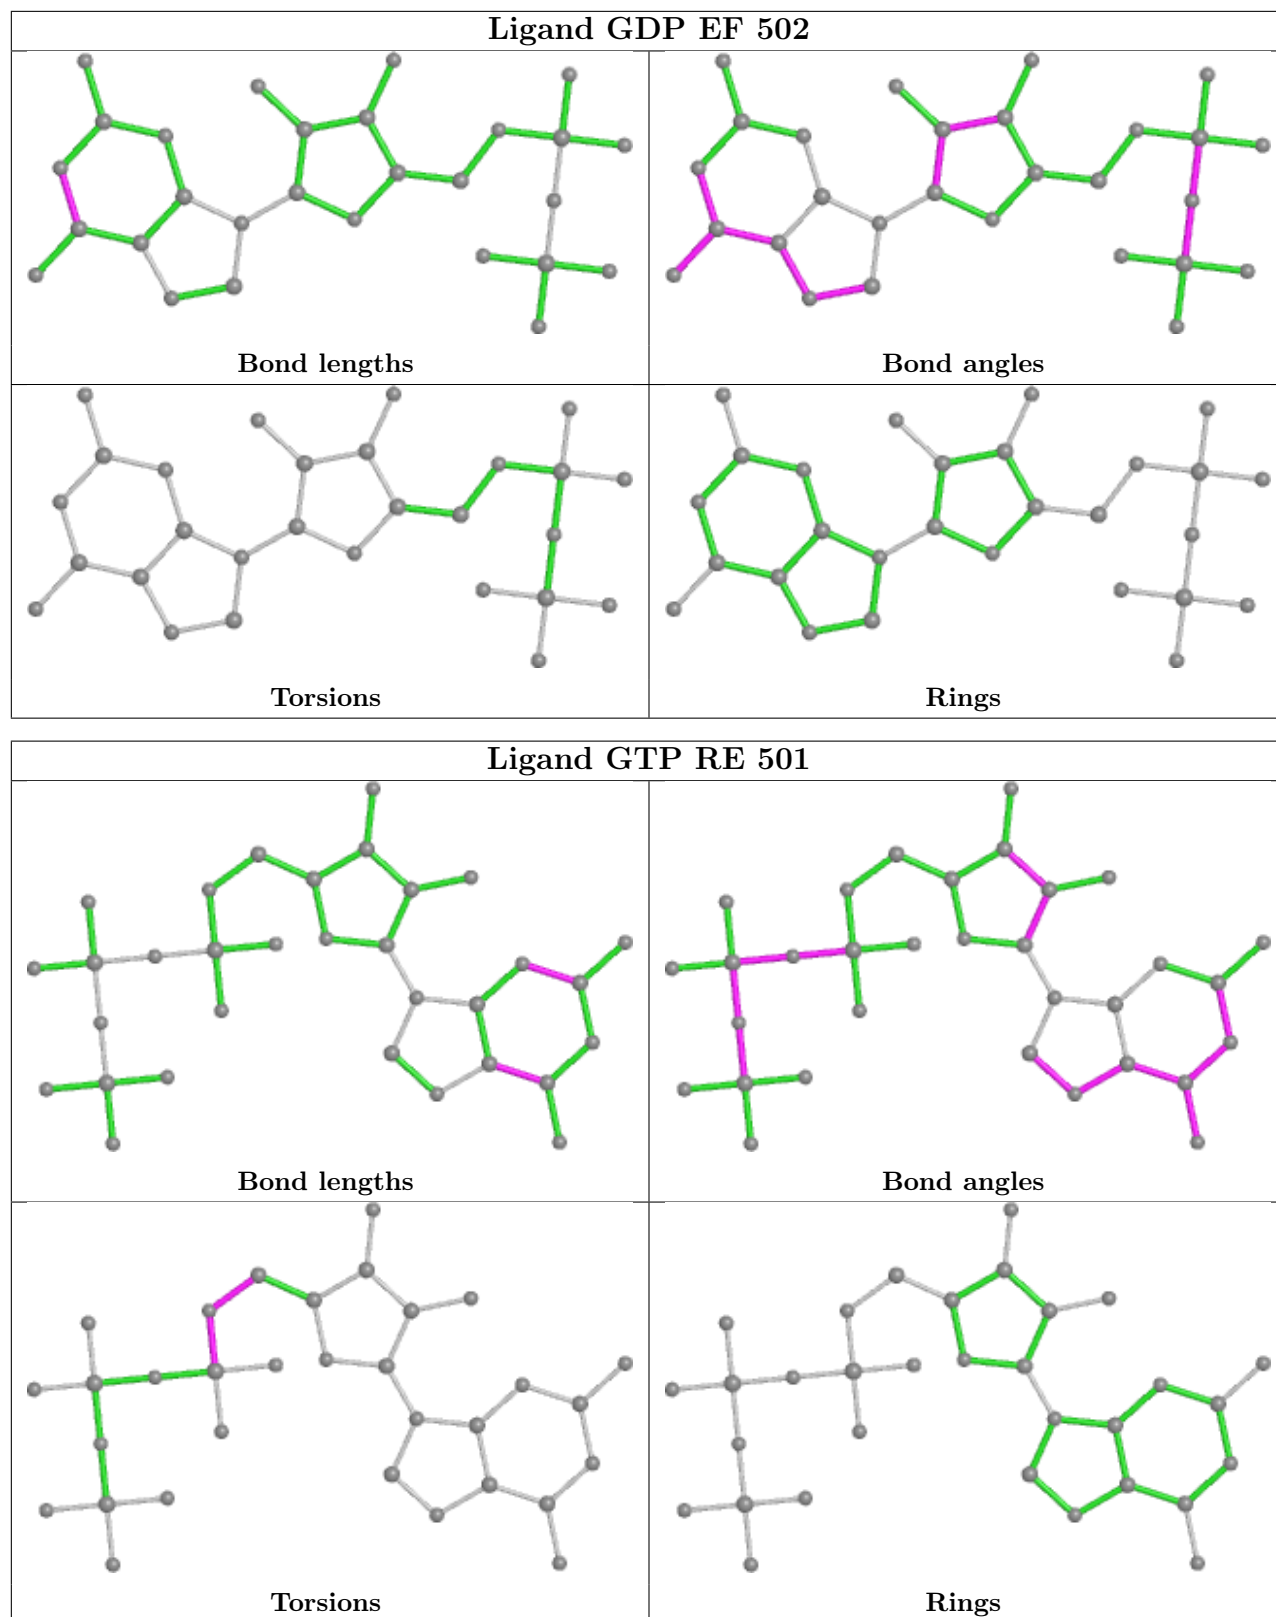 Ligand GDP EF 502
Bond lengths
Bond angles
Torsions
Rings
Ligand GTP RE 501
Bond lengths
Bond angles
Torsions
Rings